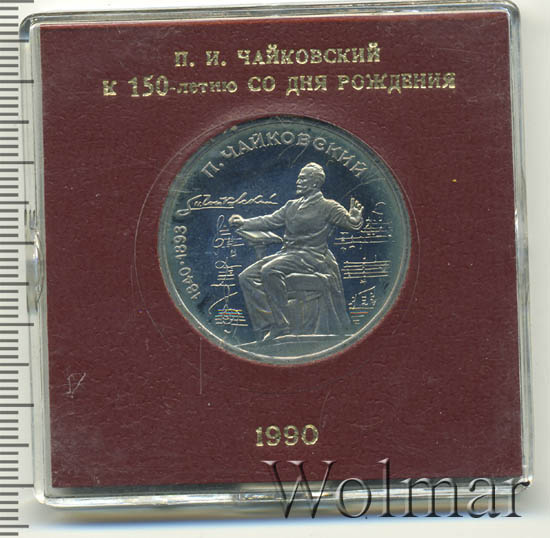 П. И. ЧАЙКОВСКИЙ
К 150-летию СО ДНЯ РОЖДЕНИЯ
П. ЧАЙКОВСКИЙ
1840-1893
1990
Wolmar